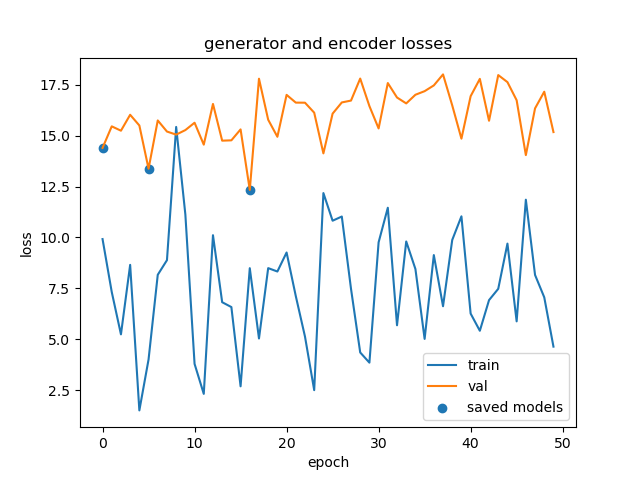 generator and encoder losses
loss
17.5
15.0
12.5
10.0
7.5
5.0
2.5
train
val
saved models
0 10 20 30 40 50
epoch